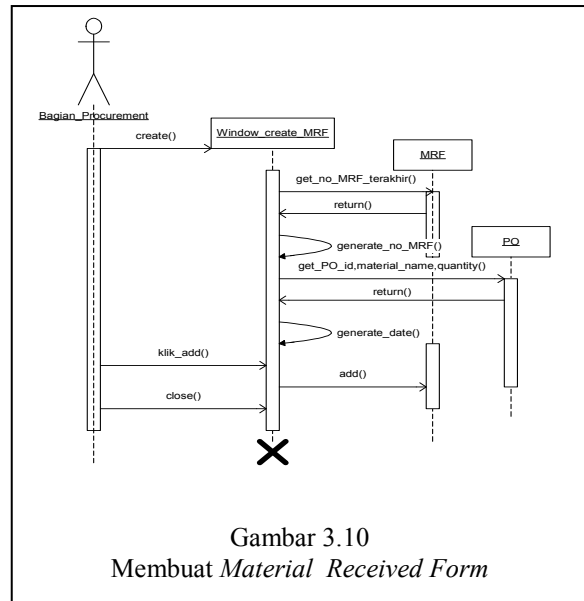 Bagian_Procurement
create()
Window_create_MRF
MRF
get_no_MRF_terakhir()
return()
generate_no_MRF()
PO
get_PO_id,material_name,quantity()
return()
generate_date()
klik_add()
add()
close()
Gambar 3.10
Membuat Material Received Form